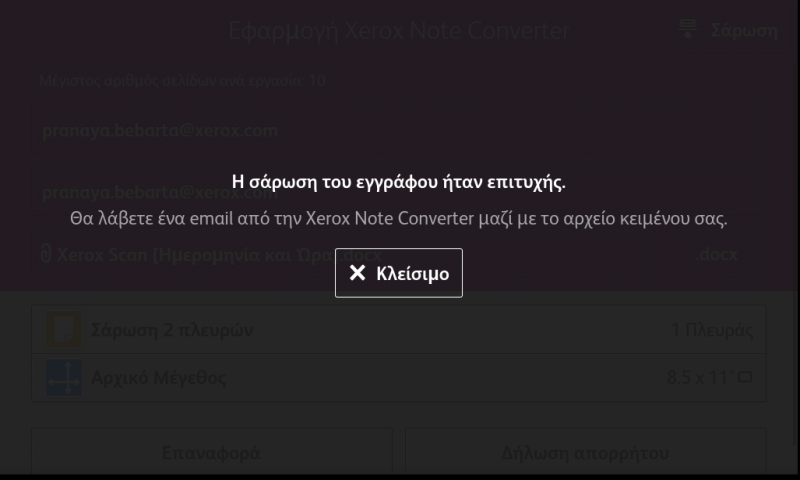 Εφαρμογή Xerox Note Converter
Σάρωση
Μέγιστος αριθμός σελίδων ανά εργασία: 10
pranaya.bebarta@xerox.com
Η σάρωση του εγγράφου ήταν επιτυχής.
pranaya.bebarta@xerox.com
Θα λάβετε ένα email από την Xerox Note Converter μαζί με το αρχείο κειμένου σας.
Xerox Scan [Ημερομηνία και Ώρα].docx .docx
Κλείσιμο
Σάρωση 2 πλευρών 1 Πλευράς
Αρχικό Μέγεθος 8.5 x 11"
Επαναφορά Δήλωση απορρήτου